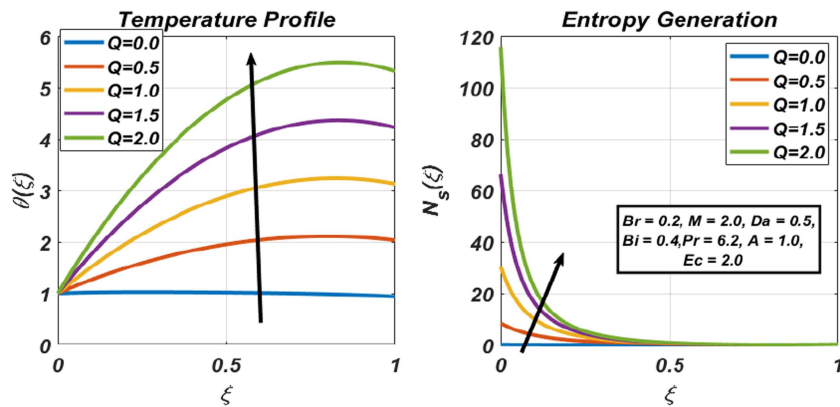 Temperature Profile
θ(ξ)
6
5
4
3
2
1
0
Q=0.0
Q=0.5
Q=1.0
Q=1.5
Q=2.0
0
0.5
1
ξ
Entropy Generation
N_s(ξ)
120
100
80
60
40
20
0
Q=0.0
Q=0.5
Q=1.0
Q=1.5
Q=2.0
Br = 0.2, M = 2.0, Da = 0.5,
Bi = 0.4,Pr = 6.2, A = 1.0,
Ec = 2.0
0
0.5
1
ξ